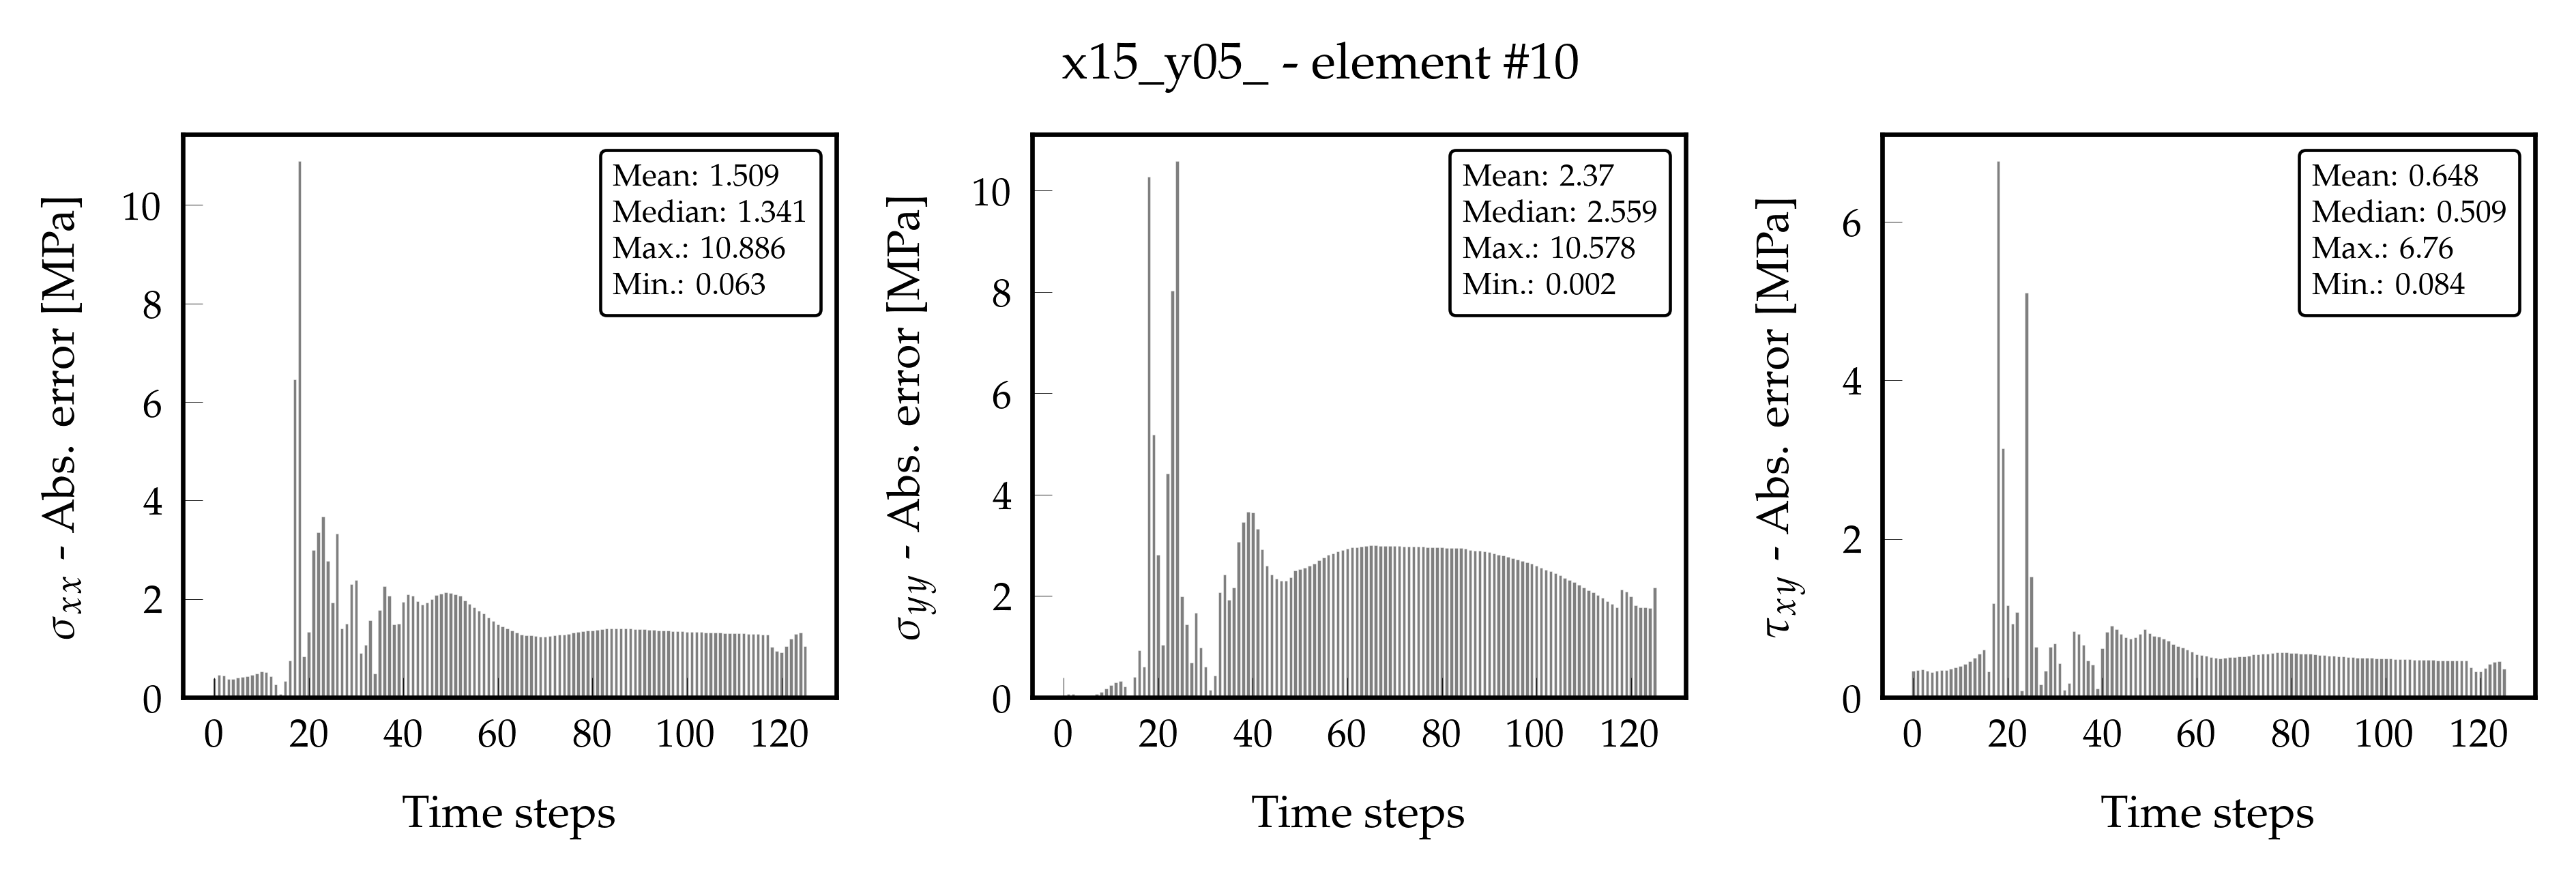 x15_y05_ - element #10
σxx - Abs. error [MPa]
10
8
6
4
2
0
Mean: 1.509
Median: 1.341
Max.: 10.886
Min.: 0.063
0 20 40 60 80 100 120
Time steps
σyy - Abs. error [MPa]
10
8
6
4
2
0
Mean: 2.37
Median: 2.559
Max.: 10.578
Min.: 0.002
0 20 40 60 80 100 120
Time steps
τxy - Abs. error [MPa]
6
4
2
0
Mean: 0.648
Median: 0.509
Max.: 6.76
Min.: 0.084
0 20 40 60 80 100 120
Time steps